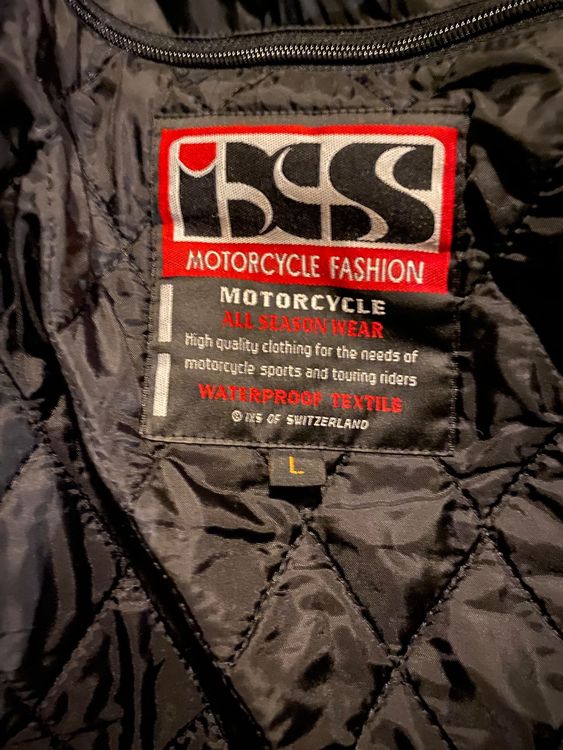 iXS
MOTORCYCLE FASHION
MOTORCYCLE
ALL SEASON WEAR
High quality clothing for the needs of
motorcycle sports and touring riders
WATERPROOF TEXTILE
© IXS OF SWITZERLAND
L